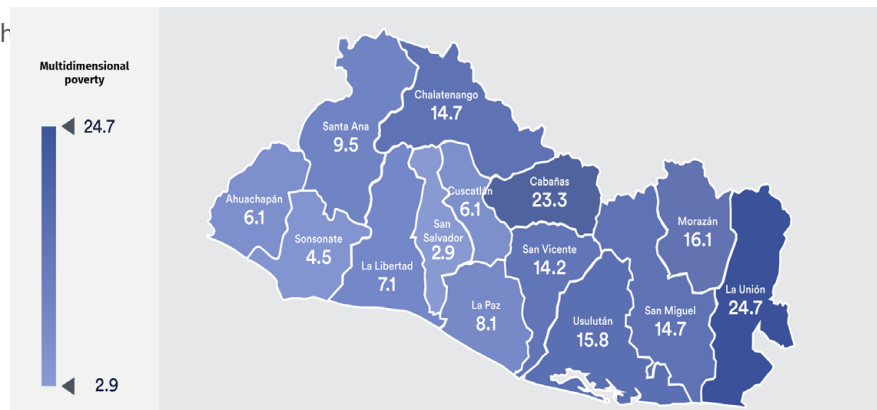 h
Multidimensional
poverty
24.7
2.9
Chalatenango
14.7
Santa Ana
9.5
Ahuachapán
6.1
Sonsonate
4.5
La Libertad
7.1
San
Salvador
2.9
Cuscatlán
6.1
Cabañas
23.3
San Vicente
14.2
La Paz
8.1
Usulután
15.8
San Miguel
14.7
Morazán
16.1
La Unión
24.7